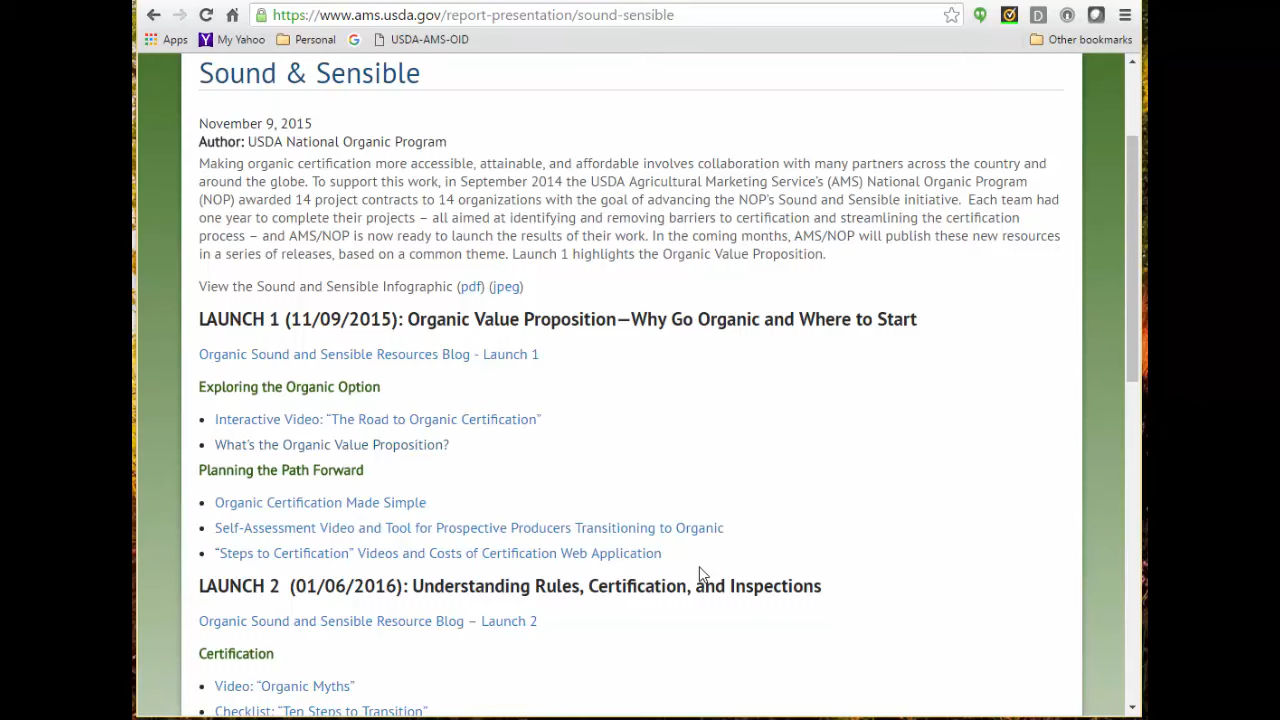 https://www.ams.usda.gov/report-presentation/sound-sensible
Apps My Yahoo Personal USDA-AMS-OID Other bookmarks
Sound & Sensible
November 9, 2015
Author: USDA National Organic Program
Making organic certification more accessible, attainable, and affordable involves collaboration with many partners across the country and
around the globe. To support this work, in September 2014 the USDA Agricultural Marketing Service's (AMS) National Organic Program
(NOP) awarded 14 project contracts to 14 organizations with the goal of advancing the NOP's Sound and Sensible initiative. Each team had
one year to complete their projects – all aimed at identifying and removing barriers to certification and streamlining the certification
process – and AMS/NOP is now ready to launch the results of their work. In the coming months, AMS/NOP will publish these new resources
in a series of releases, based on a common theme. Launch 1 highlights the Organic Value Proposition.
View the Sound and Sensible Infographic (pdf) (jpeg)
LAUNCH 1 (11/09/2015): Organic Value Proposition—Why Go Organic and Where to Start
Organic Sound and Sensible Resources Blog - Launch 1
Exploring the Organic Option
• Interactive Video: “The Road to Organic Certification”
• What's the Organic Value Proposition?
Planning the Path Forward
• Organic Certification Made Simple
• Self-Assessment Video and Tool for Prospective Producers Transitioning to Organic
• “Steps to Certification” Videos and Costs of Certification Web Application
LAUNCH 2 (01/06/2016): Understanding Rules, Certification, and Inspections
Organic Sound and Sensible Resource Blog – Launch 2
Certification
• Video: “Organic Myths”
• Checklist: “Ten Steps to Transition”